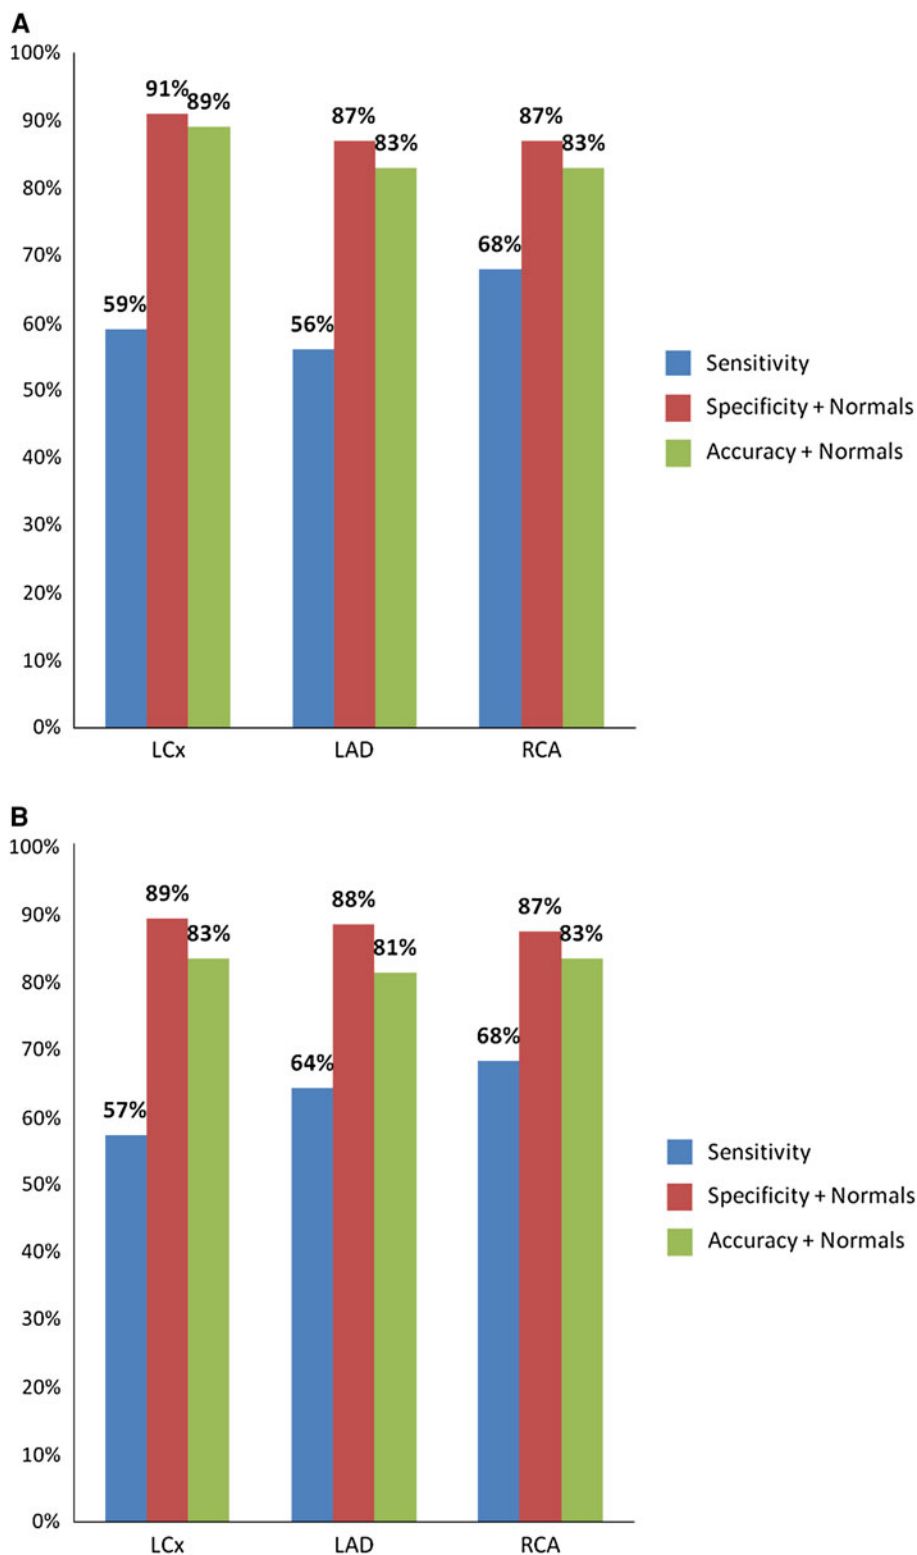 A
100%
90%
80%
70%
60%
50%
40%
30%
20%
10%
0%
59%
91%
89%
56%
87%
83%
68%
87%
83%
LCx
LAD
RCA
Sensitivity
Specificity + Normals
Accuracy + Normals
B
100%
90%
80%
70%
60%
50%
40%
30%
20%
10%
0%
57%
89%
83%
64%
88%
81%
68%
87%
83%
LCx
LAD
RCA
Sensitivity
Specificity + Normals
Accuracy + Normals